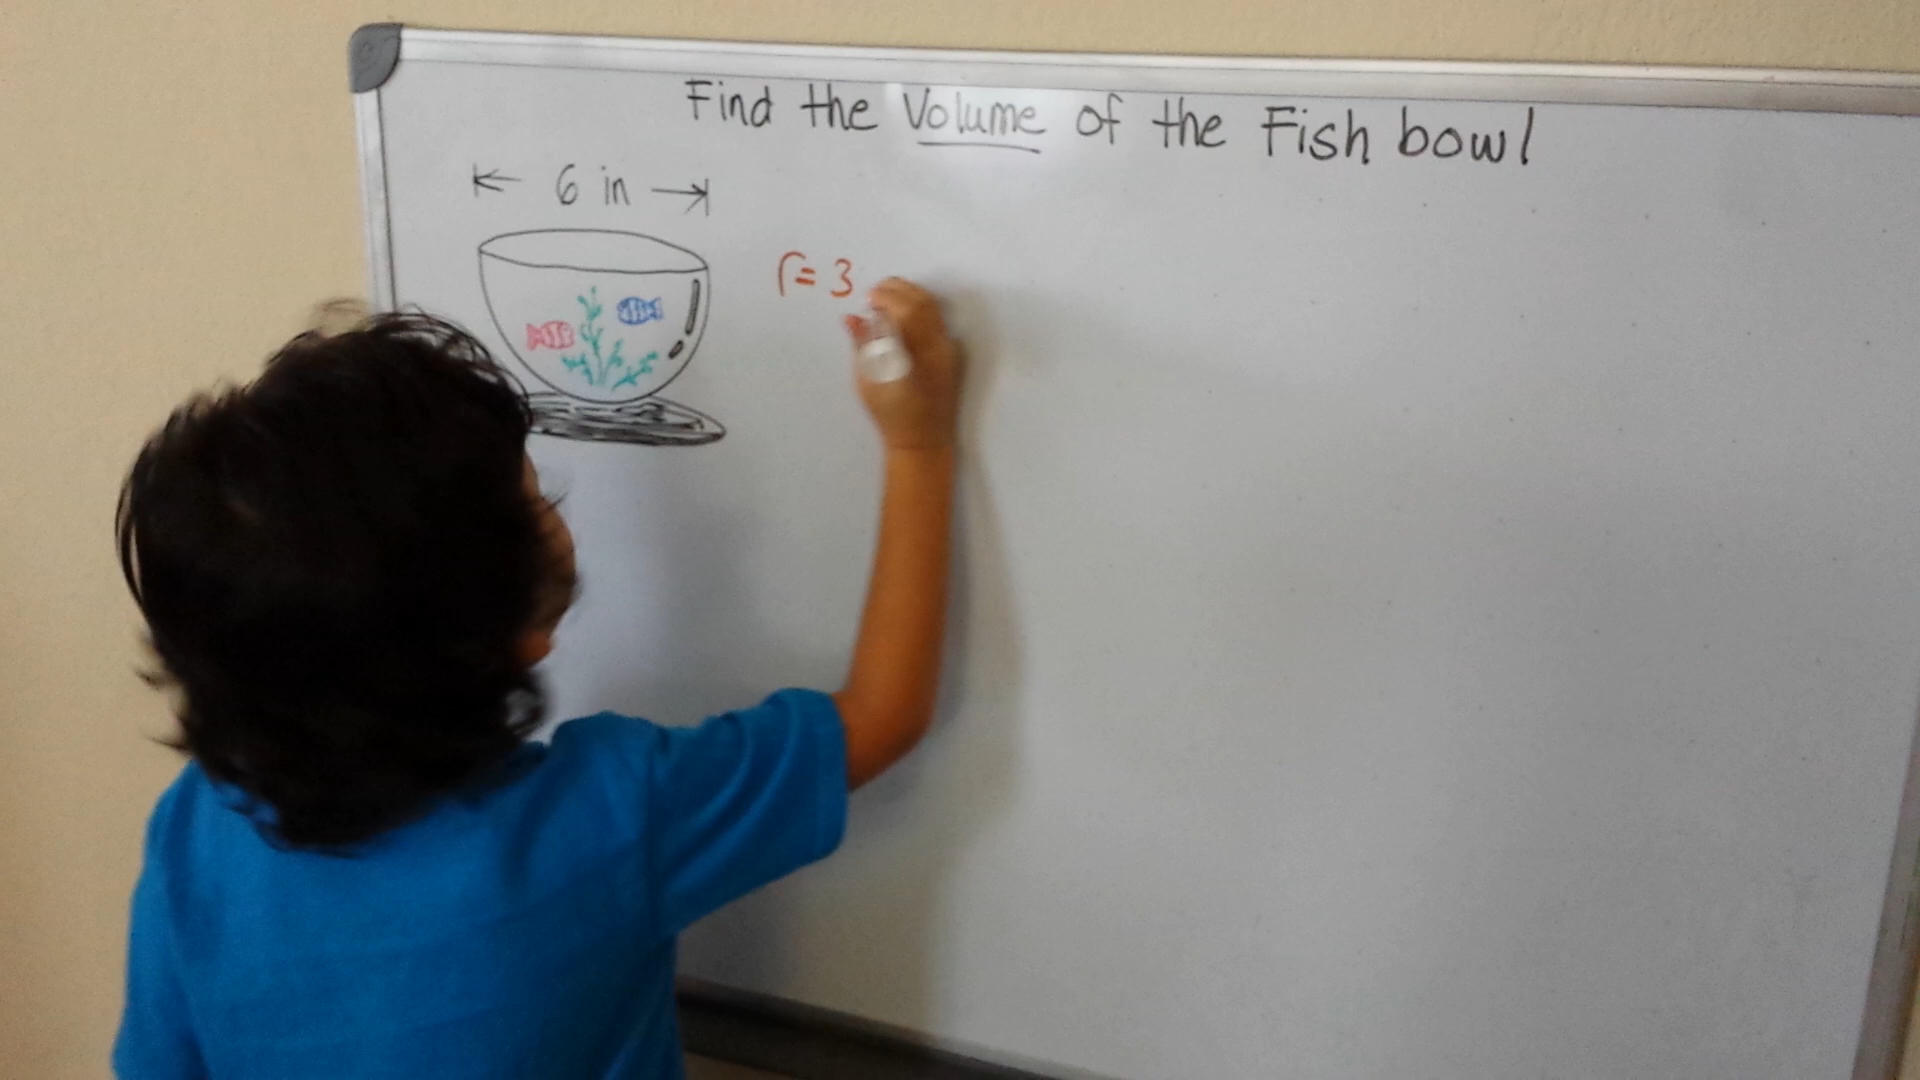 Find the Volume of the Fish bowl
6 in
r = 3